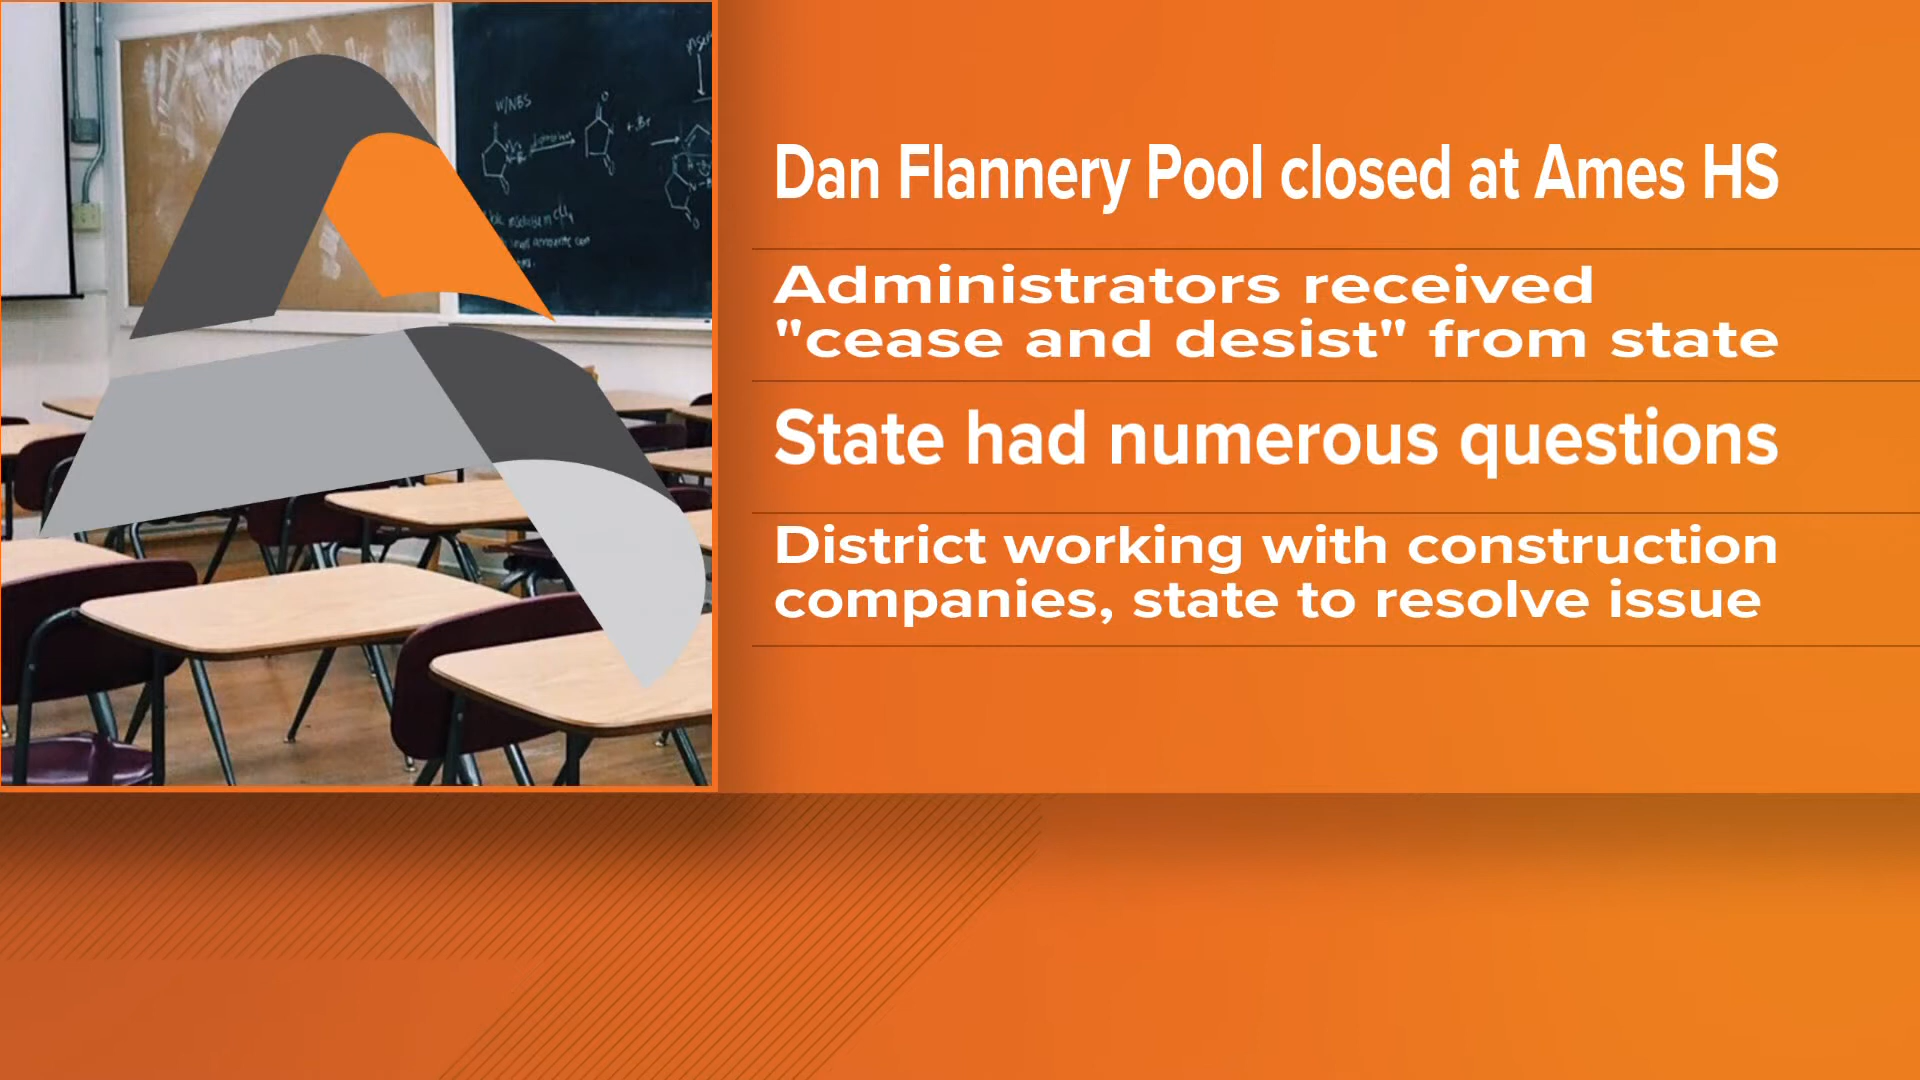 Dan Flannery Pool closed at Ames HS
Administrators received
"cease and desist" from state
State had numerous questions
District working with construction
companies, state to resolve issue
W/NBS